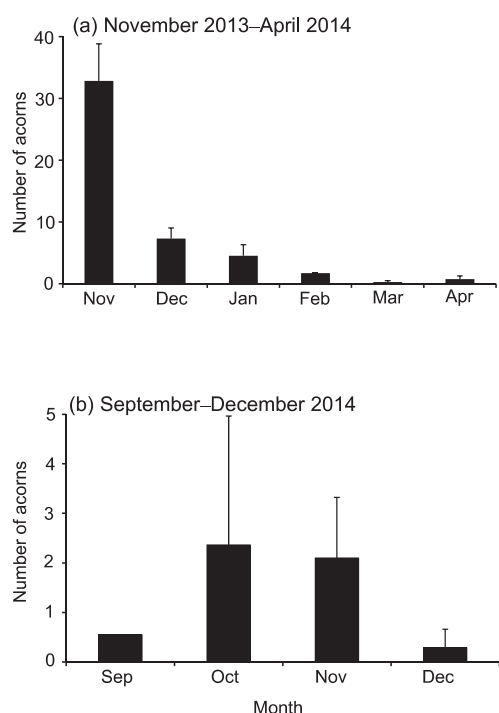 (a) November 2013–April 2014
Number of acorns
40
30
20
10
0
Nov Dec Jan Feb Mar Apr
(b) September–December 2014
Number of acorns
5
4
3
2
1
0
Sep Oct Nov Dec
Month